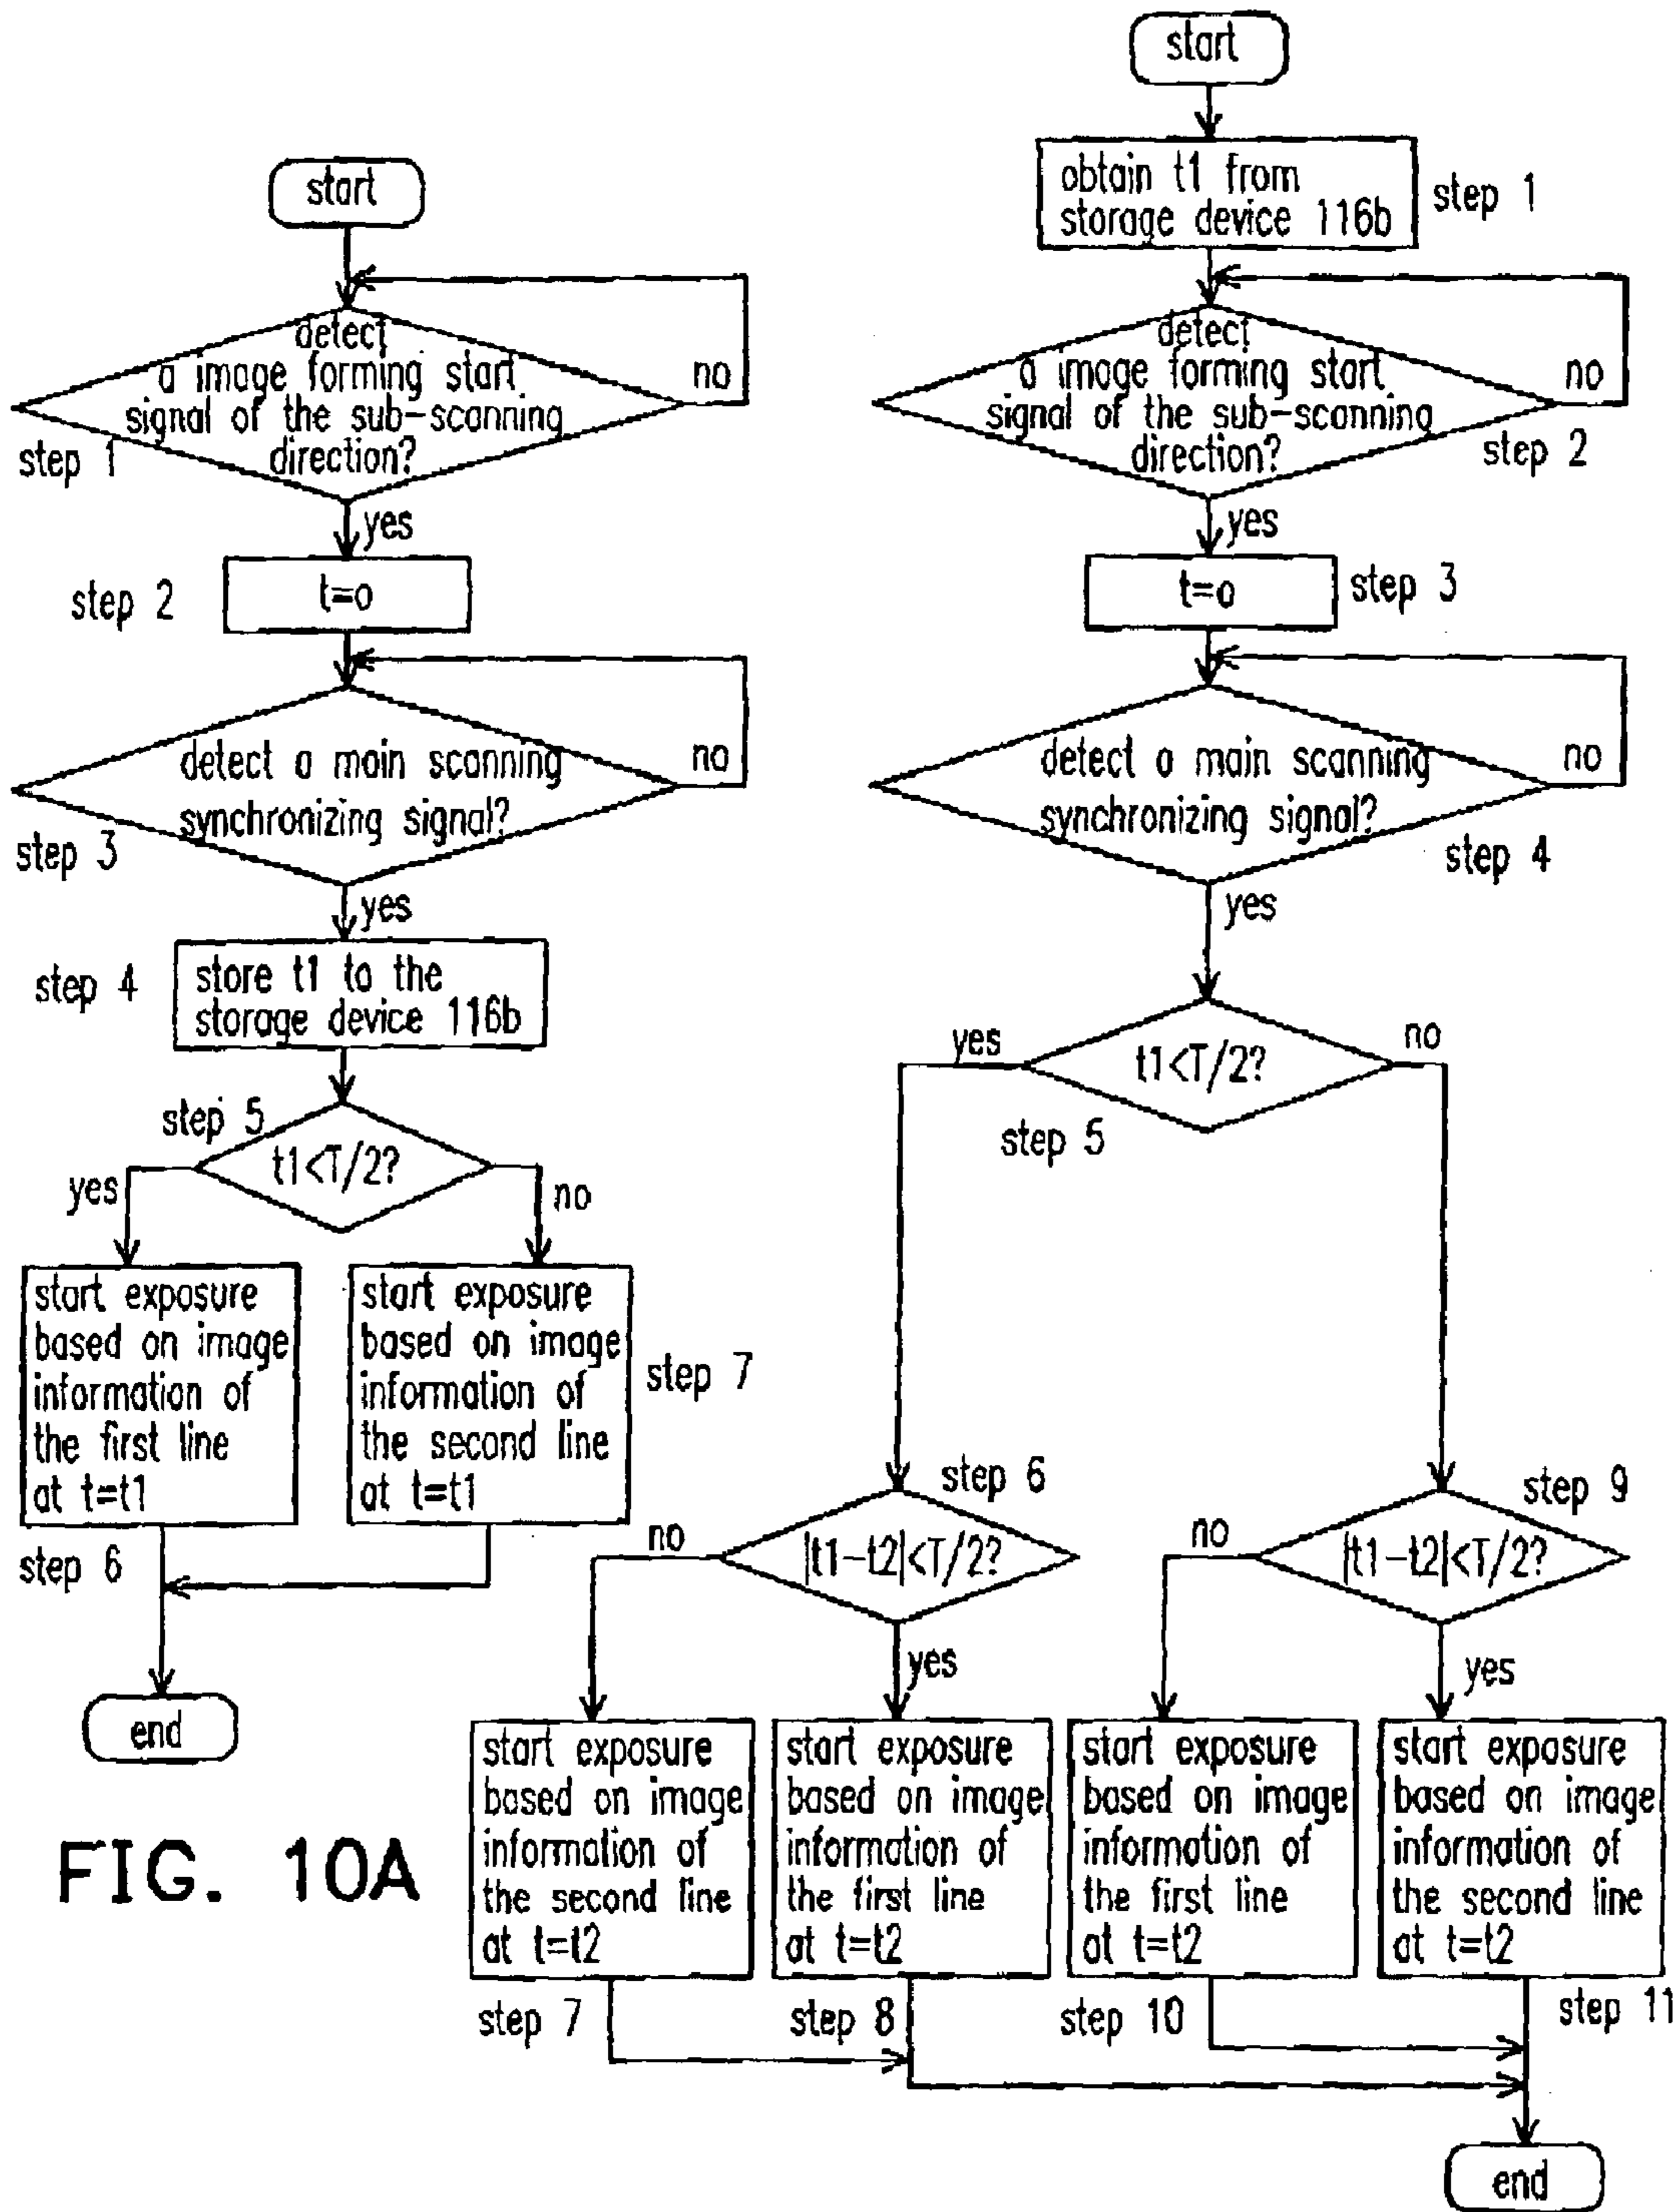 start
detect
a image forming start
signal of the sub-scanning
direction?
no
step 1
yes
step 2
t=o
detect a main scanning
synchronizing signal?
no
step 3
yes
step 4
store t1 to the
storage device 116b
step 5
t1<T/2?
yes
no
start exposure
based on image
information of
the first line
at t=t1
step 6
start exposure
based on image
information of
the second line
at t=t1
step 7
end
FIG. 10A
start
obtain t1 from
storage device 116b
step 1
detect
a image forming start
signal of the sub-scanning
direction?
no
step 2
yes
t=o
step 3
detect a main scanning
synchronizing signal?
no
step 4
yes
yes
t1<T/2?
no
step 5
step 6
no
|t1-t2|<T/2?
yes
step 9
no
|t1-t2|<T/2?
yes
start exposure
based on image
information of
the second line
at t=t2
step 7
start exposure
based on image
information of
the first line
at t=t2
step 8
start exposure
based on image
information of
the first line
at t=t2
step 10
start exposure
based on image
information of
the second line
at t=t2
step 11
end